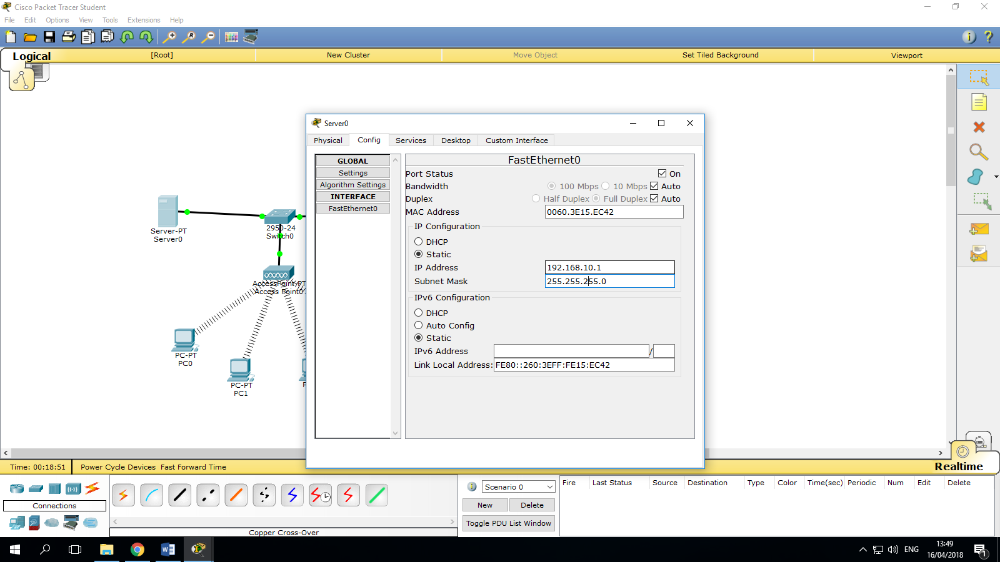 Cisco Packet Tracer Student
File Edit Options View Tools Extensions Help
Logical [Root] New Cluster Move Object Set Tiled Background Viewport
Server0
Physical Config Services Desktop Custom Interface
GLOBAL
Settings
Algorithm Settings
INTERFACE
FastEthernet0
FastEthernet0
Port Status On
Bandwidth 100 Mbps 10 Mbps Auto
Duplex Half Duplex Full Duplex Auto
MAC Address 0060.3E15.EC42
IP Configuration
DHCP
Static
IP Address 192.168.10.1
Subnet Mask 255.255.255.0
IPv6 Configuration
DHCP
Auto Config
Static
IPv6 Address /
Link Local Address: FE80::260:3EFF:FE15:EC42
Server-PT
Server0
2950-24
Switch0
AccessPoint-PT
Access Point0
PC-PT
PC0
PC-PT
PC1
P
Time: 00:18:51 Power Cycle Devices Fast Forward Time
Realtime
Connections
Copper Cross-Over
Scenario 0
New Delete
Toggle PDU List Window
Fire Last Status Source Destination Type Color Time(sec) Periodic Num Edit Delete
ENG
13:49
16/04/2018
1